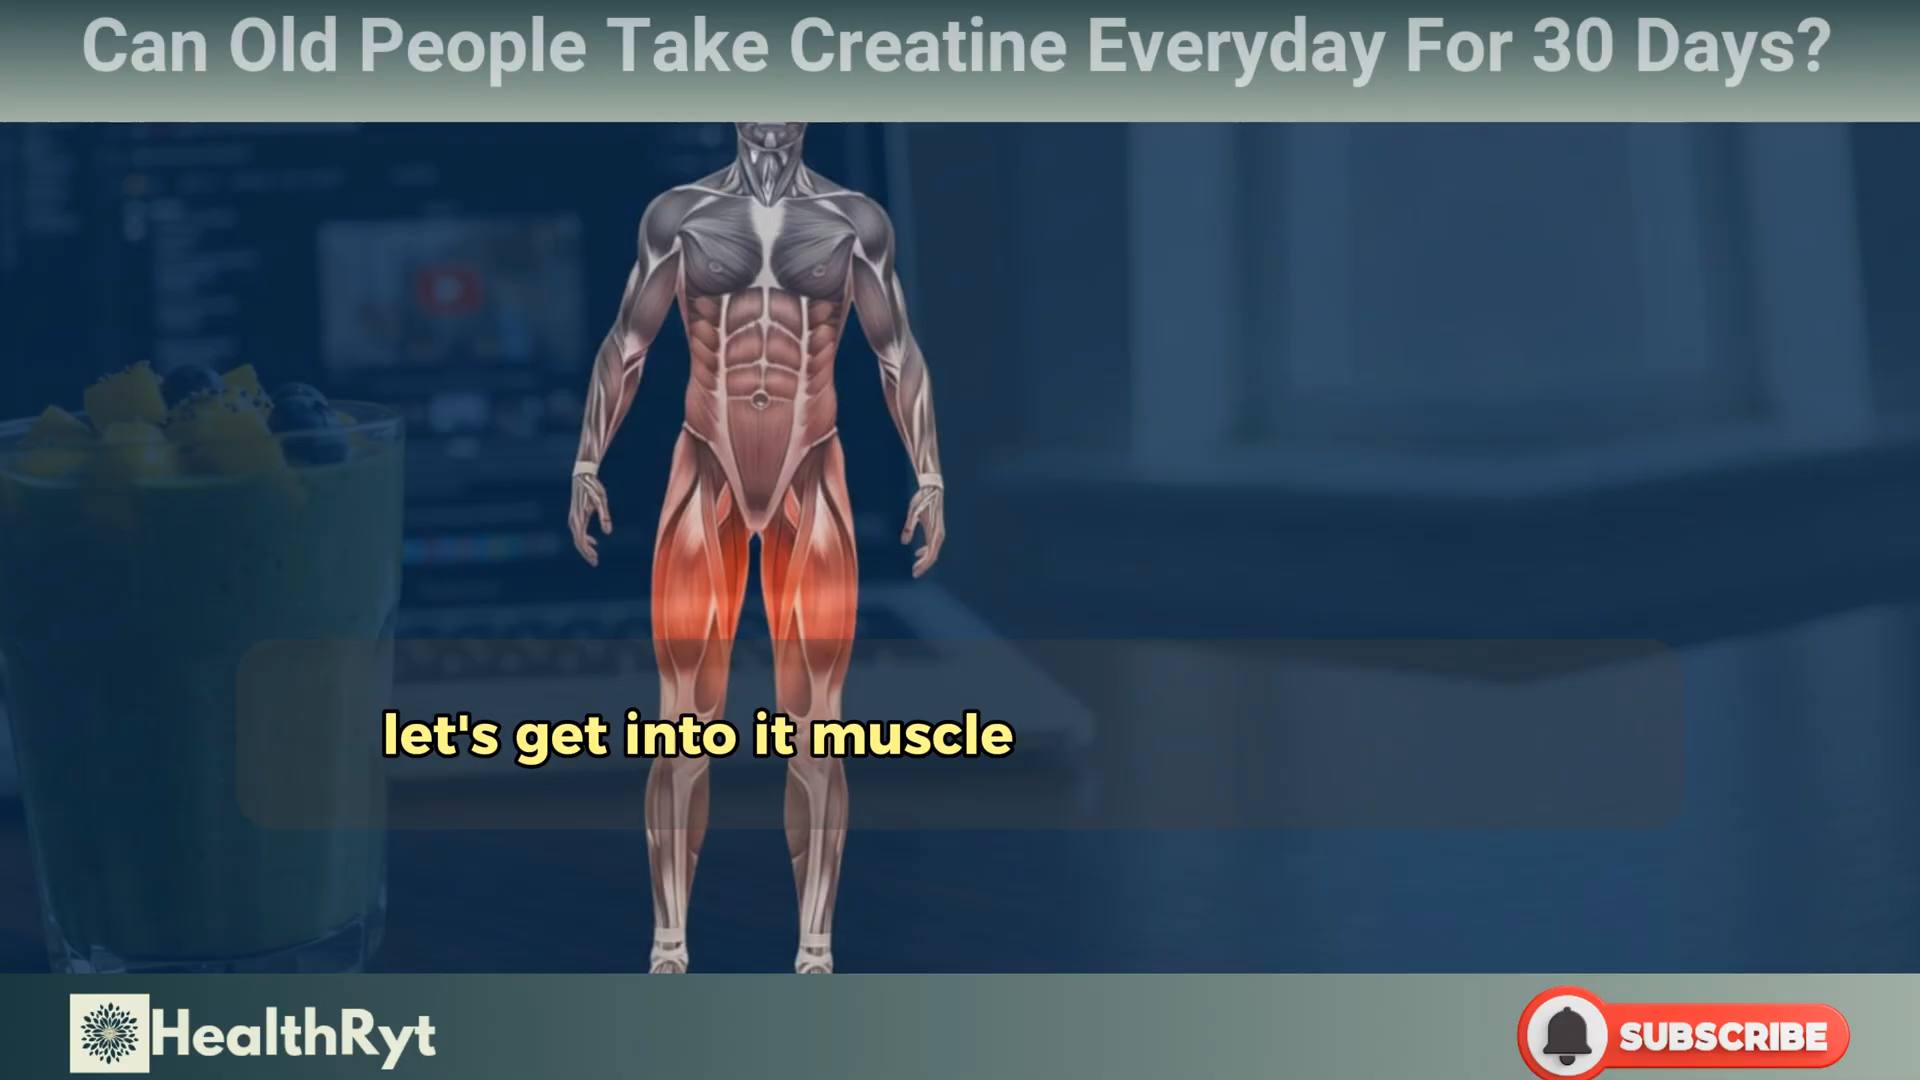 Can Old People Take Creatine Everyday For 30 Days?
let's get into it muscle
HealthRyt
SUBSCRIBE